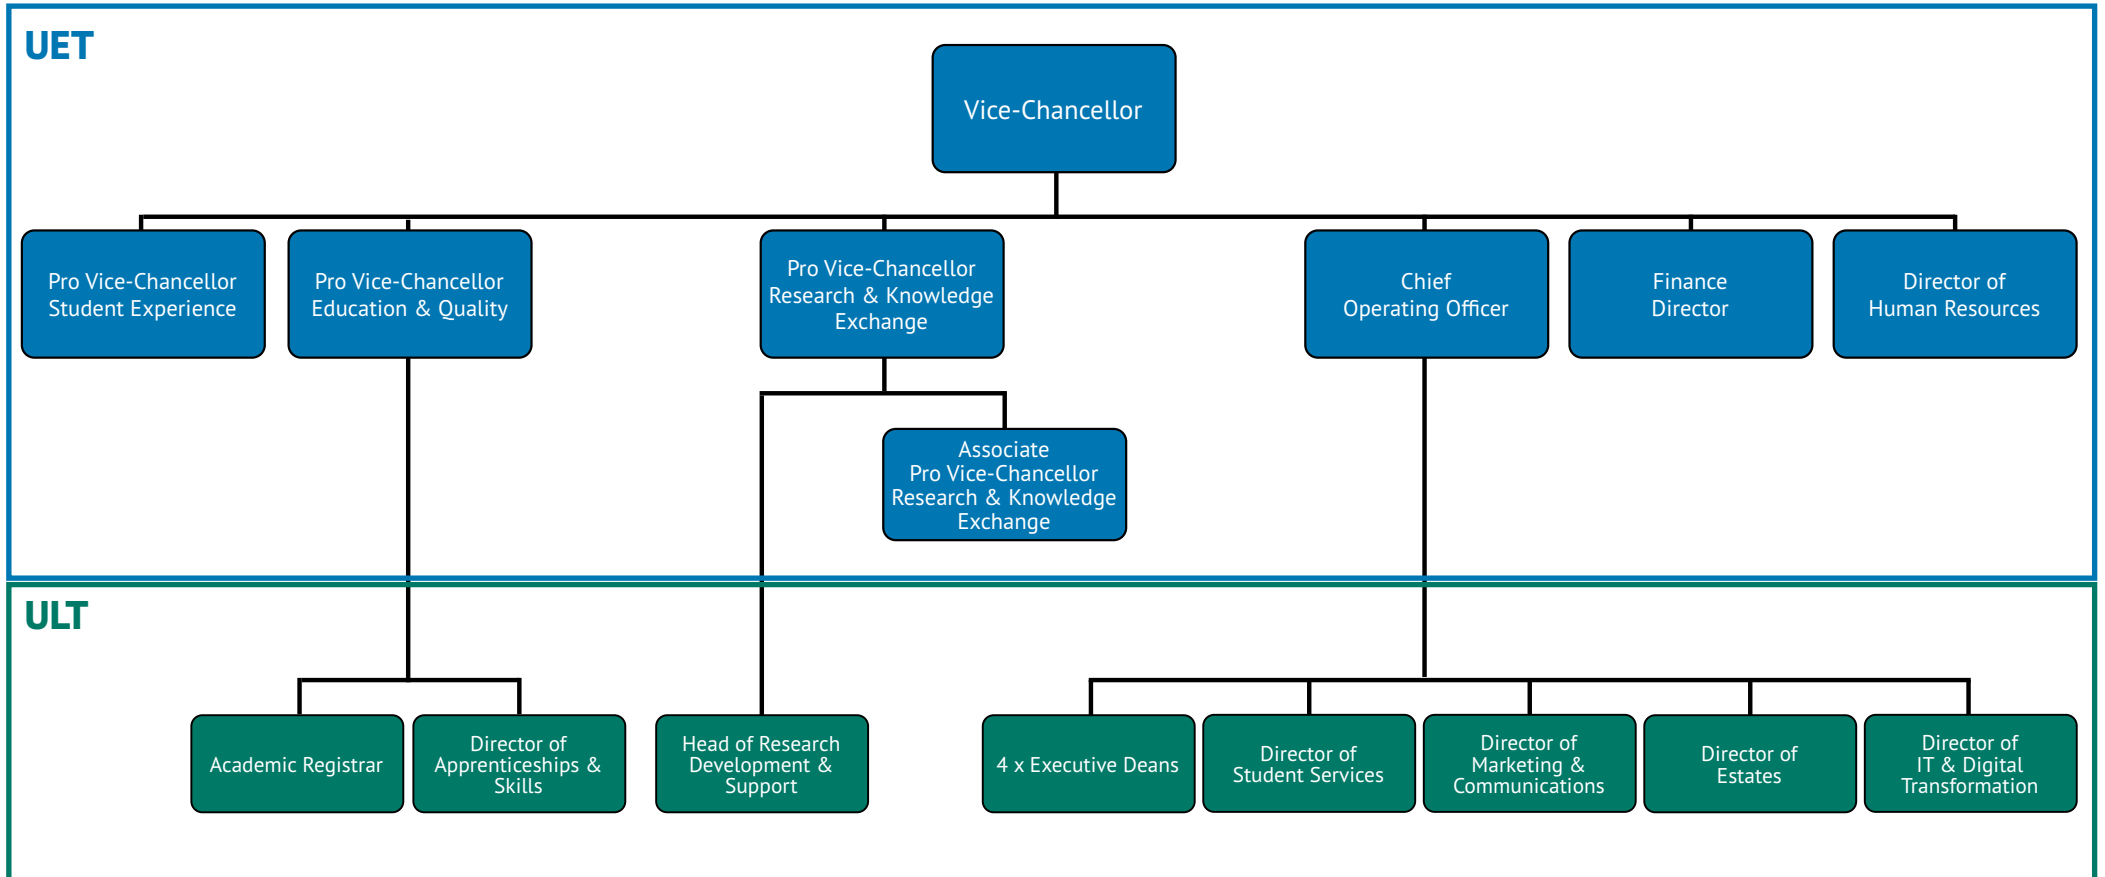 UET
Vice-Chancellor
Pro Vice-Chancellor
Student Experience
Pro Vice-Chancellor
Education & Quality
Pro Vice-Chancellor
Research & Knowledge
Exchange
Chief
Operating Officer
Finance
Director
Director of
Human Resources
Associate
Pro Vice-Chancellor
Research & Knowledge
Exchange
ULT
Academic Registrar
Director of
Apprenticeships &
Skills
Head of Research
Development &
Support
4 x Executive Deans
Director of
Student Services
Director of
Marketing &
Communications
Director of
Estates
Director of
IT & Digital
Transformation